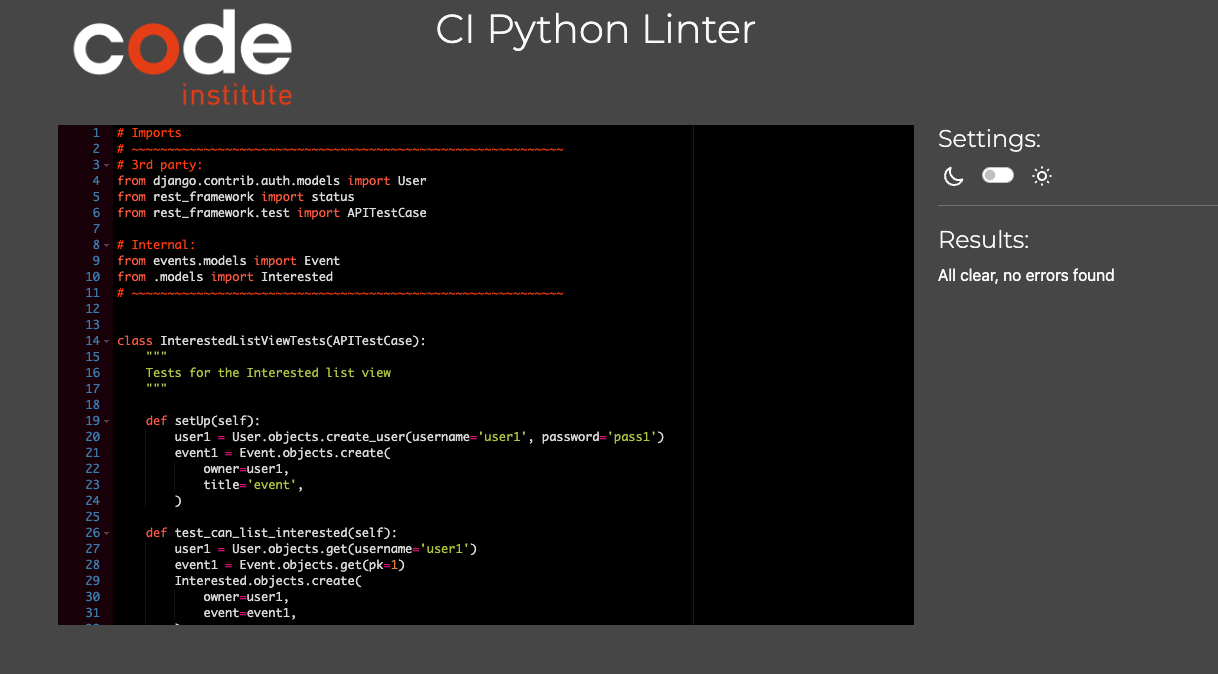 code
institute
CI Python Linter
1 # Imports
2 # ~~~~~~~~~~~~~~~~~~~~~~~~~~~~~~~~~~~~~~~~~~~~~~~~~~~~~~~~~~~~
3 # 3rd party:
4 from django.contrib.auth.models import User
5 from rest_framework import status
6 from rest_framework.test import APITestCase
7
8 # Internal:
9 from events.models import Event
10 from .models import Interested
11 # ~~~~~~~~~~~~~~~~~~~~~~~~~~~~~~~~~~~~~~~~~~~~~~~~~~~~~~~~~~~~
12
13
14 class InterestedListViewTests(APITestCase):
15     """
16     Tests for the Interested list view
17     """
18
19     def setUp(self):
20         user1 = User.objects.create_user(username='user1', password='pass1')
21         event1 = Event.objects.create(
22             owner=user1,
23             title='event',
24         )
25
26     def test_can_list_interested(self):
27         user1 = User.objects.get(username='user1')
28         event1 = Event.objects.get(pk=1)
29         Interested.objects.create(
30             owner=user1,
31             event=event1,
Settings:
Results:
All clear, no errors found